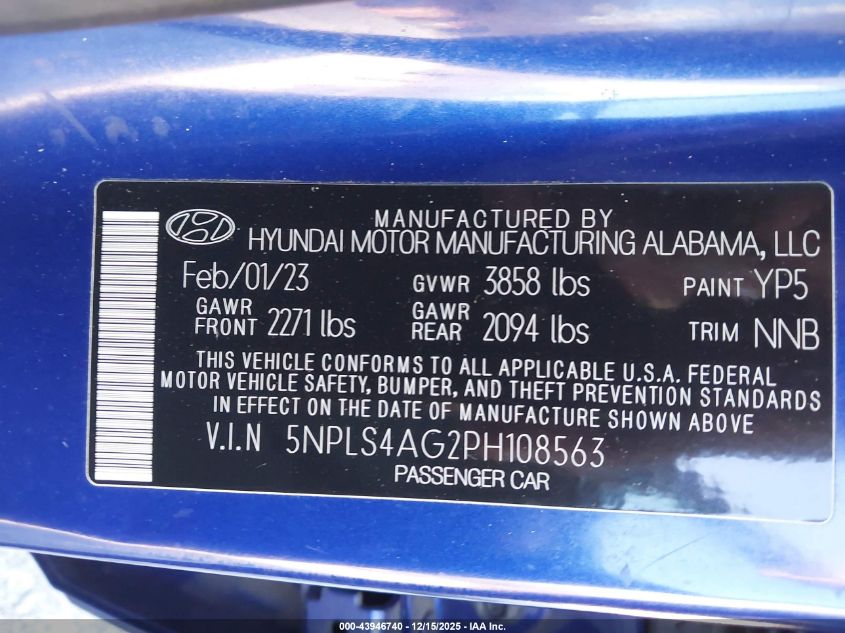 MANUFACTURED BY
HYUNDAI MOTOR MANUFACTURING ALABAMA, LLC
Feb/01/23 GVWR 3858 lbs PAINT YP5
GAWR FRONT 2271 lbs GAWR REAR 2094 lbs TRIM NNB
THIS VEHICLE CONFORMS TO ALL APPLICABLE U.S.A. FEDERAL
MOTOR VEHICLE SAFETY, BUMPER, AND THEFT PREVENTION STANDARDS
IN EFFECT ON THE DATE OF MANUFACTURE SHOWN ABOVE
V.I.N 5NPLS4AG2PH108563
PASSENGER CAR
000-43946740 - 12/15/2025 - IAA Inc.